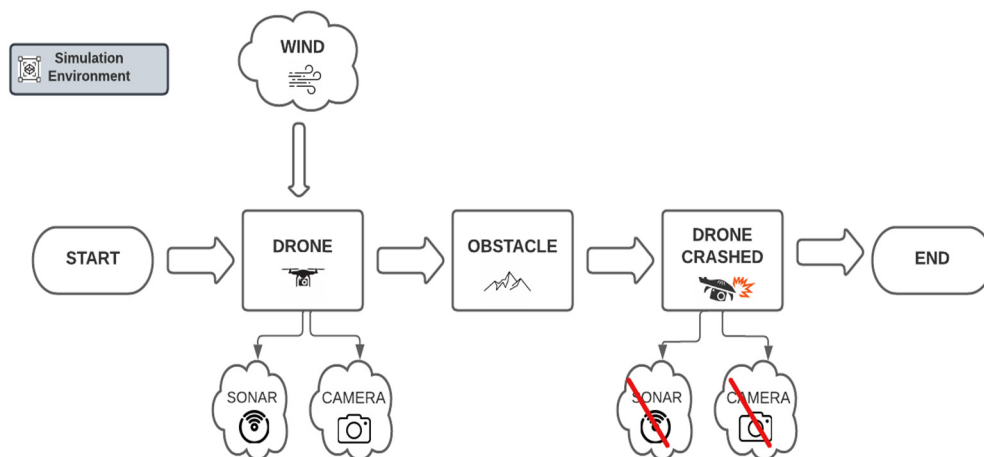 Simulation
Environment
WIND
START
DRONE
OBSTACLE
DRONE
CRASHED
END
SONAR
CAMERA
SONAR
CAMERA